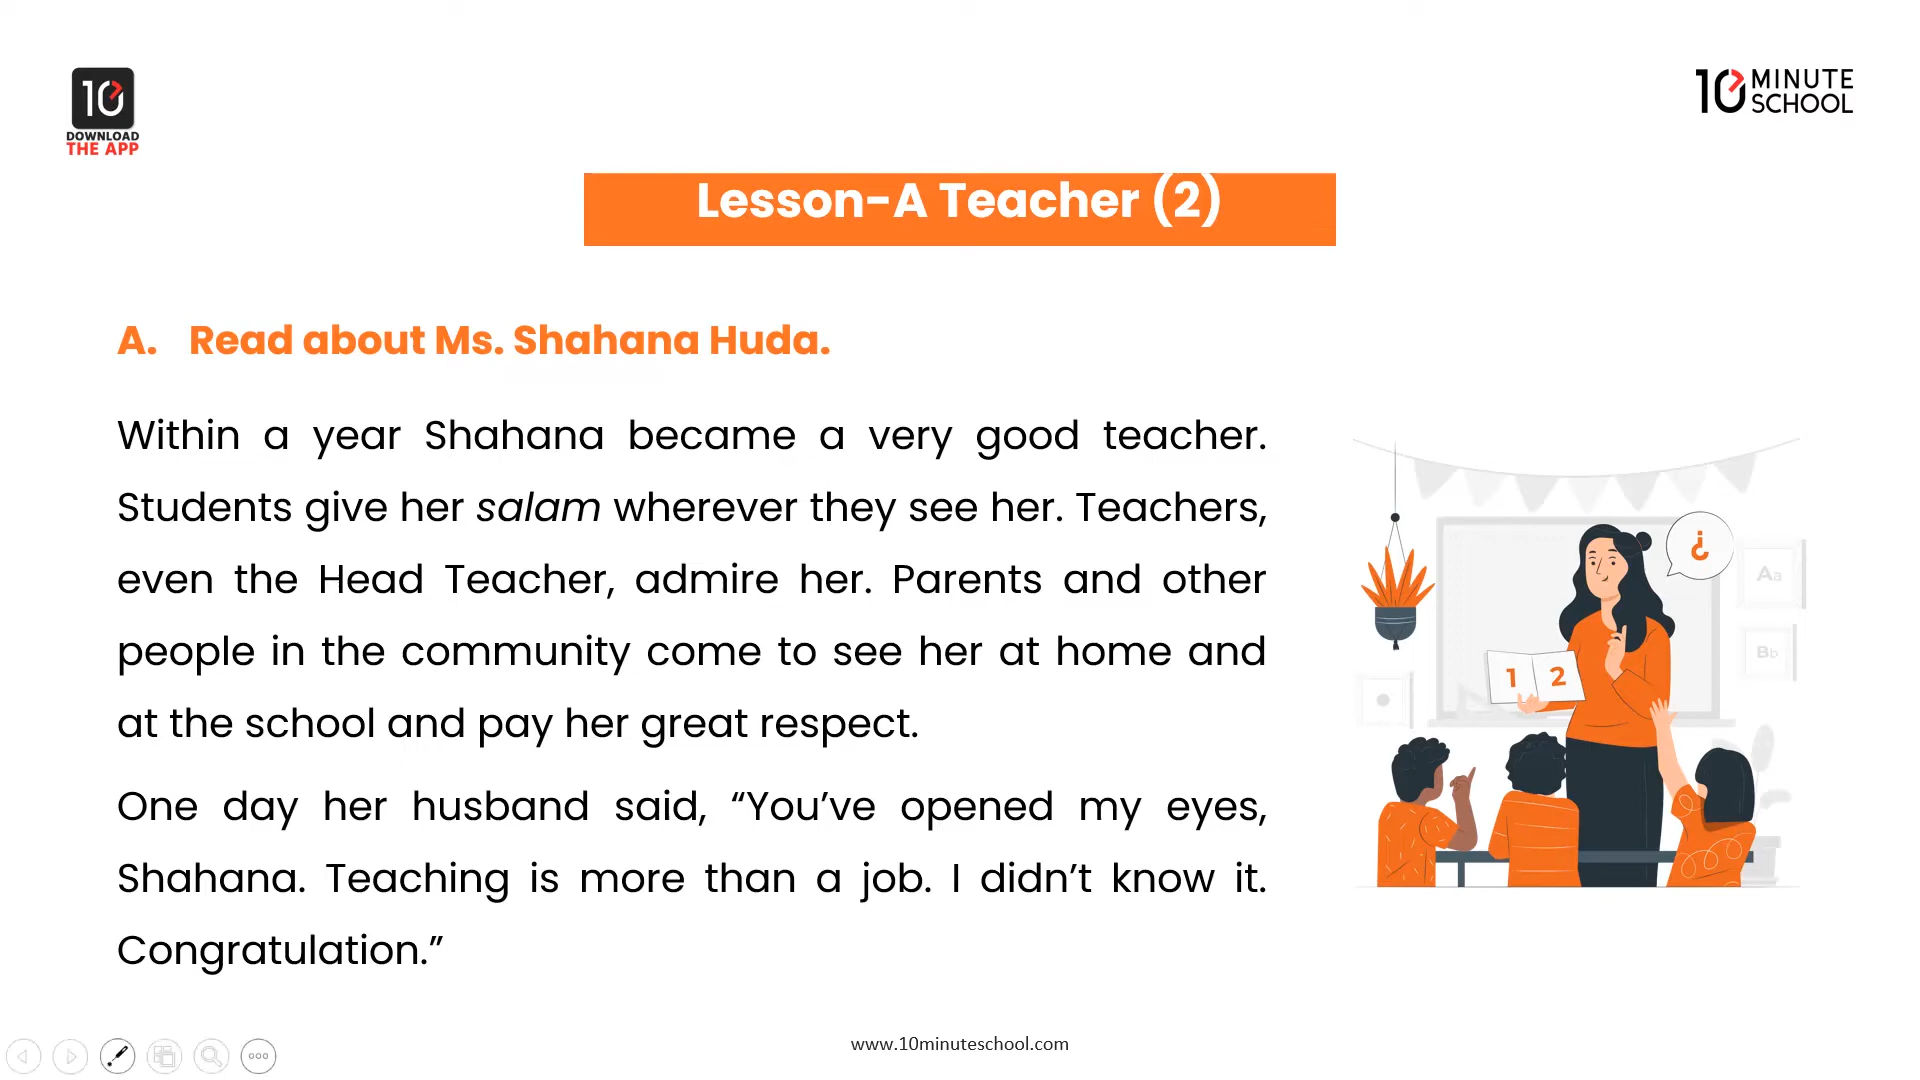 10
DOWNLOAD
THE APP
10 MINUTE
SCHOOL
Lesson-A Teacher (2)
A. Read about Ms. Shahana Huda.
Within a year Shahana became a very good teacher.
Students give her salam wherever they see her. Teachers,
even the Head Teacher, admire her. Parents and other
people in the community come to see her at home and
at the school and pay her great respect.
One day her husband said, “You’ve opened my eyes,
Shahana. Teaching is more than a job. I didn’t know it.
Congratulation.”
¿
Aa
Bb
1 2
www.10minuteschool.com